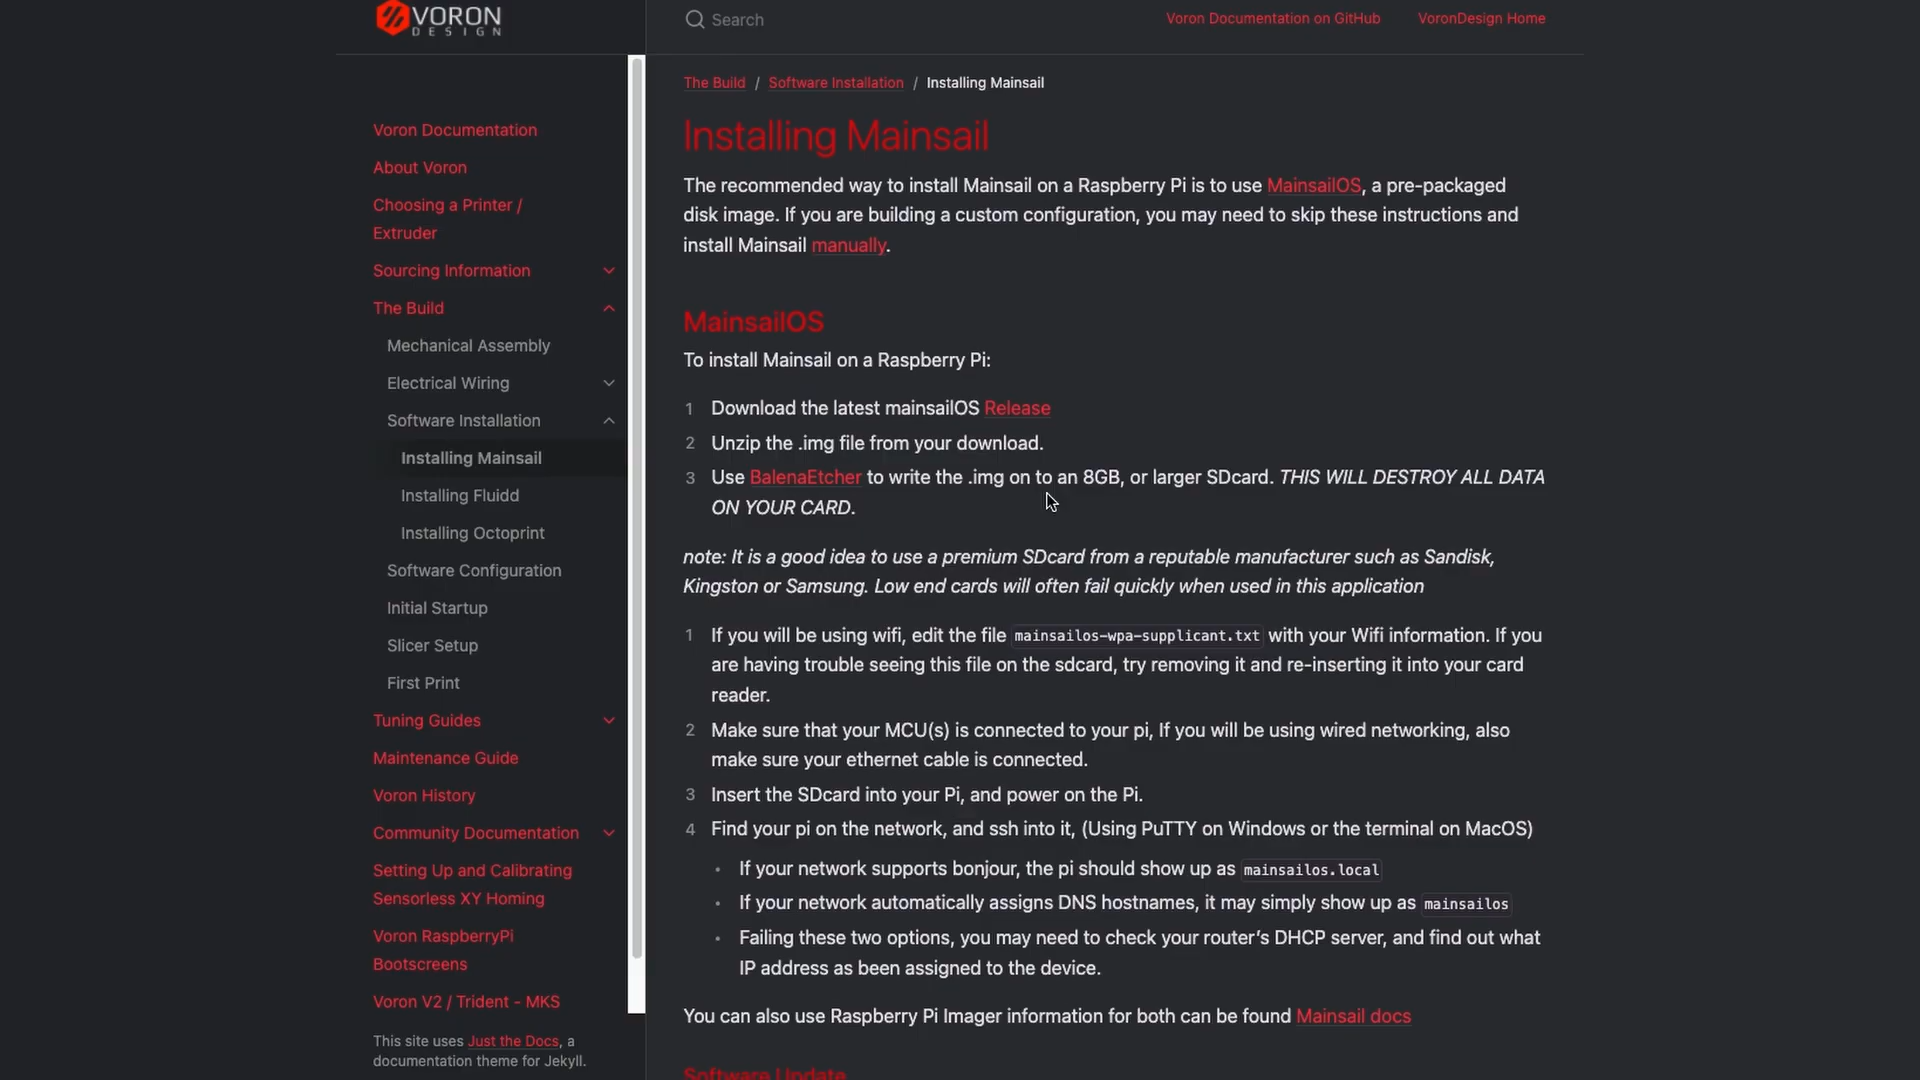 VORON
DESIGN
Search
Voron Documentation on GitHub
VoronDesign Home
Voron Documentation
About Voron
Choosing a Printer /
Extruder
Sourcing Information
The Build
Mechanical Assembly
Electrical Wiring
Software Installation
Installing Mainsail
Installing Fluidd
Installing Octoprint
Software Configuration
Initial Startup
Slicer Setup
First Print
Tuning Guides
Maintenance Guide
Voron History
Community Documentation
Setting Up and Calibrating
Sensorless XY Homing
Voron RaspberryPi
Bootscreens
Voron V2 / Trident - MKS
This site uses Just the Docs, a
documentation theme for Jekyll.
The Build / Software Installation / Installing Mainsail
Installing Mainsail
The recommended way to install Mainsail on a Raspberry Pi is to use MainsailOS, a pre-packaged
disk image. If you are building a custom configuration, you may need to skip these instructions and
install Mainsail manually.
MainsailOS
To install Mainsail on a Raspberry Pi:
1 Download the latest mainsailOS Release
2 Unzip the .img file from your download.
3 Use BalenaEtcher to write the .img on to an 8GB, or larger SDcard. THIS WILL DESTROY ALL DATA
ON YOUR CARD.
note: It is a good idea to use a premium SDcard from a reputable manufacturer such as Sandisk,
Kingston or Samsung. Low end cards will often fail quickly when used in this application
1 If you will be using wifi, edit the file mainsailos-wpa-supplicant.txt with your Wifi information. If you
are having trouble seeing this file on the sdcard, try removing it and re-inserting it into your card
reader.
2 Make sure that your MCU(s) is connected to your pi, If you will be using wired networking, also
make sure your ethernet cable is connected.
3 Insert the SDcard into your Pi, and power on the Pi.
4 Find your pi on the network, and ssh into it, (Using PuTTY on Windows or the terminal on MacOS)
• If your network supports bonjour, the pi should show up as mainsailos.local
• If your network automatically assigns DNS hostnames, it may simply show up as mainsailos
• Failing these two options, you may need to check your router's DHCP server, and find out what
IP address as been assigned to the device.
You can also use Raspberry Pi Imager information for both can be found Mainsail docs
Software Update